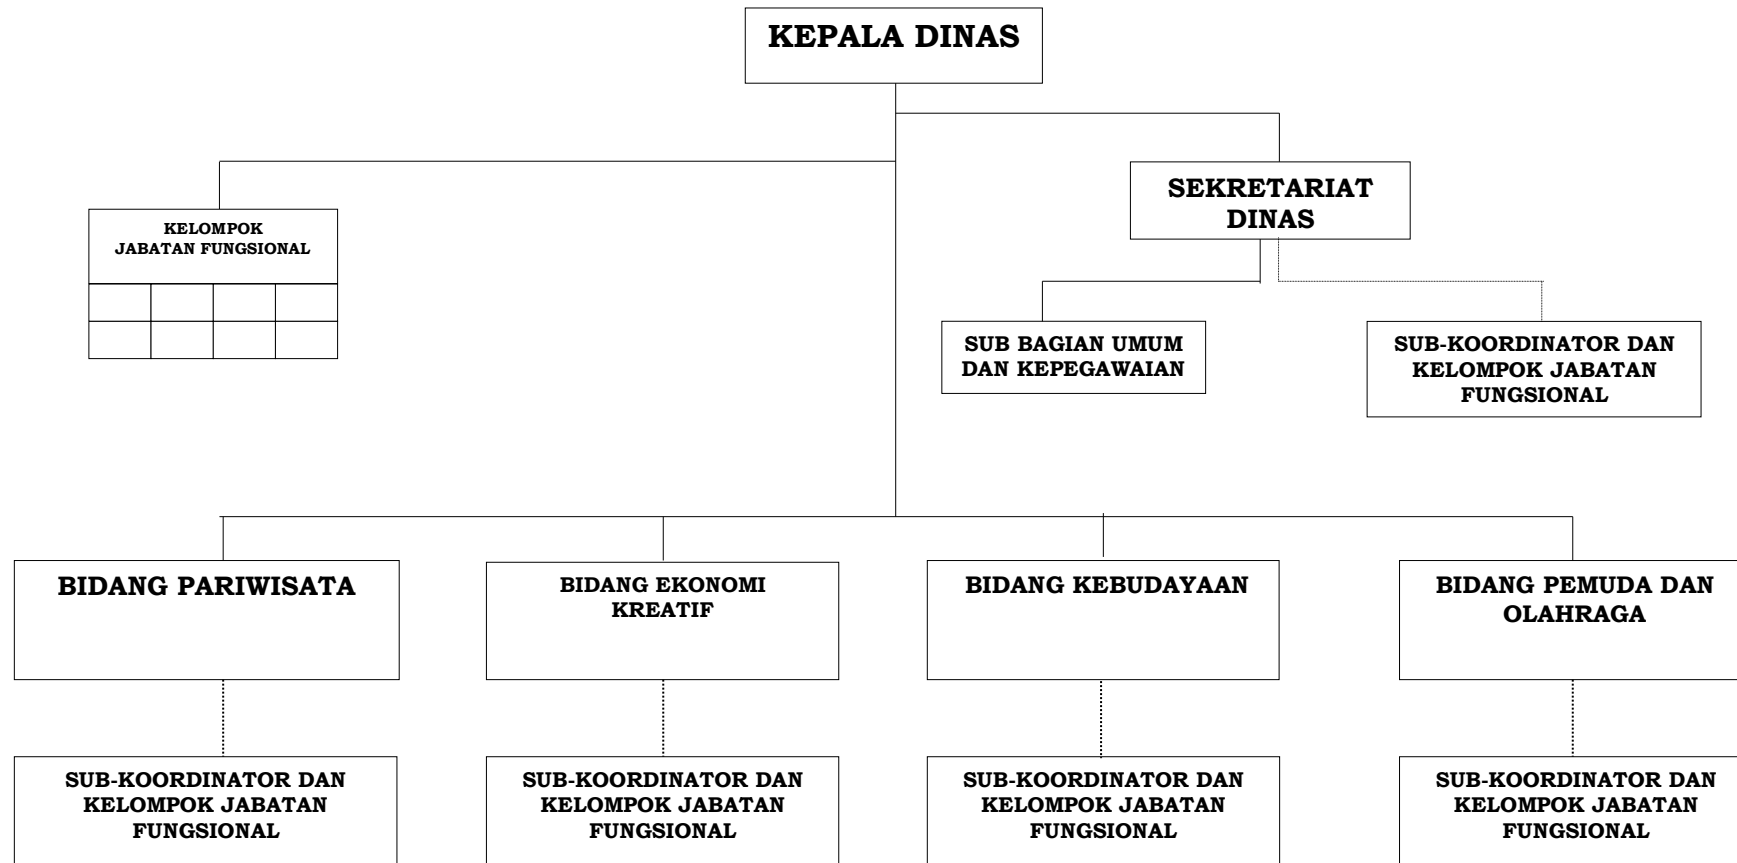 KEPALA DINAS
SEKRETARIAT
DINAS
KELOMPOK
JABATAN FUNGSIONAL
SUB BAGIAN UMUM
DAN KEPEGAWAIAN
SUB-KOORDINATOR DAN
KELOMPOK JABATAN
FUNGSIONAL
BIDANG PARIWISATA
BIDANG EKONOMI
KREATIF
BIDANG KEBUDAYAAN
BIDANG PEMUDA DAN
OLAHRAGA
SUB-KOORDINATOR DAN
KELOMPOK JABATAN
FUNGSIONAL
SUB-KOORDINATOR DAN
KELOMPOK JABATAN
FUNGSIONAL
SUB-KOORDINATOR DAN
KELOMPOK JABATAN
FUNGSIONAL
SUB-KOORDINATOR DAN
KELOMPOK JABATAN
FUNGSIONAL